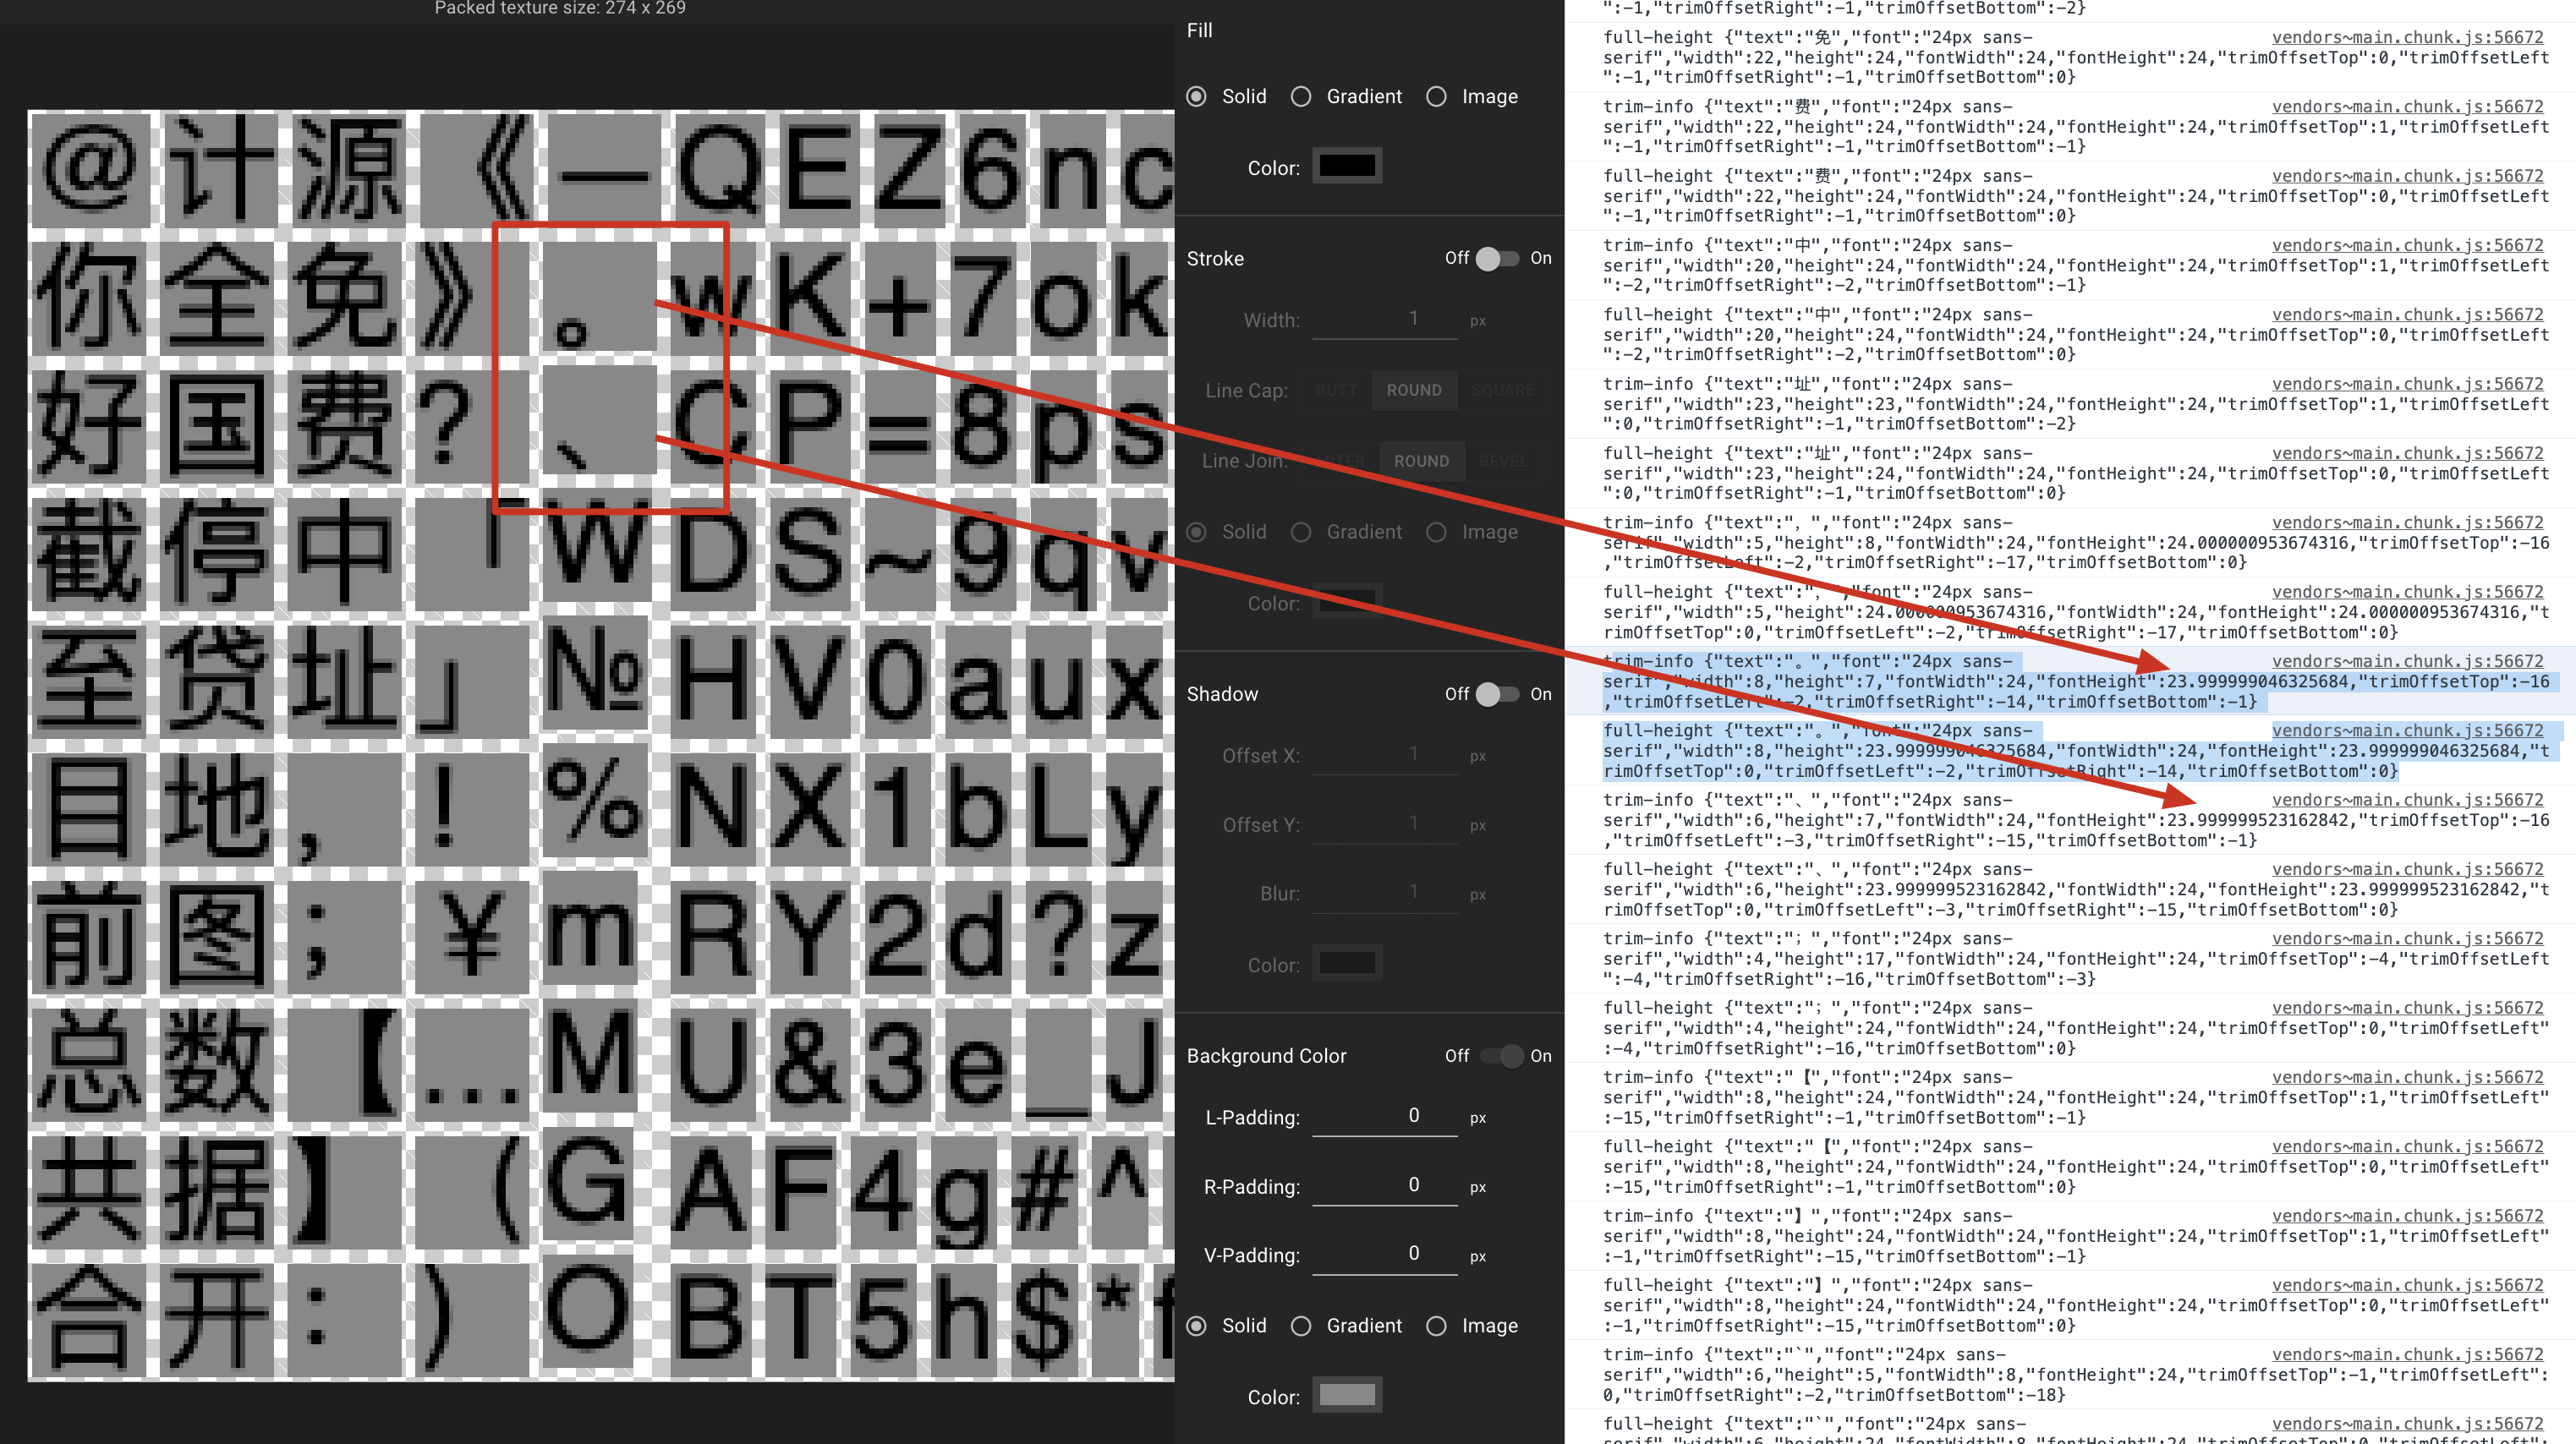 Packed texture size: 274 x 269
@ 计 源 《 — Q E Z 6 n c
你 全 免 》 。 w K + 7 o k
好 国 费 ？ 、 C P = 8 p s
截 停 中 「 W D S ~ 9 q v
至 贷 址 」 № H V 0 a u x
目 地 ， ！ % N X 1 b L y
前 图 ； ￥ m R Y 2 d ? z
总 数 【 … M U & 3 e _ J
共 据 】 （ G A F 4 g # ^
合 开 ： ） O B T 5 h $ *
Fill
Solid Gradient Image
Color:
Stroke Off On
Width: 1 px
Line Cap: BUTT ROUND SQUARE
Line Join: MITER ROUND BEVEL
Solid Gradient Image
Color:
Shadow Off On
Offset X: 1 px
Offset Y: 1 px
Blur: 1 px
Color:
Background Color Off On
L-Padding: 0 px
R-Padding: 0 px
V-Padding: 0 px
Solid Gradient Image
Color:
":-1,"trimOffsetRight":-1,"trimOffsetBottom":-2}
full-height {"text":"免","font":"24px sans- vendors~main.chunk.js:56672
serif","width":22,"height":24,"fontWidth":24,"fontHeight":24,"trimOffsetTop":0,"trimOffsetLeft
":-1,"trimOffsetRight":-1,"trimOffsetBottom":0}
trim-info {"text":"费","font":"24px sans- vendors~main.chunk.js:56672
serif","width":22,"height":24,"fontWidth":24,"fontHeight":24,"trimOffsetTop":1,"trimOffsetLeft
":-1,"trimOffsetRight":-1,"trimOffsetBottom":-1}
full-height {"text":"费","font":"24px sans- vendors~main.chunk.js:56672
serif","width":22,"height":24,"fontWidth":24,"fontHeight":24,"trimOffsetTop":0,"trimOffsetLeft
":-1,"trimOffsetRight":-1,"trimOffsetBottom":0}
trim-info {"text":"中","font":"24px sans- vendors~main.chunk.js:56672
serif","width":20,"height":24,"fontWidth":24,"fontHeight":24,"trimOffsetTop":1,"trimOffsetLeft
":-2,"trimOffsetRight":-2,"trimOffsetBottom":-1}
full-height {"text":"中","font":"24px sans- vendors~main.chunk.js:56672
serif","width":20,"height":24,"fontWidth":24,"fontHeight":24,"trimOffsetTop":0,"trimOffsetLeft
":-2,"trimOffsetRight":-2,"trimOffsetBottom":0}
trim-info {"text":"址","font":"24px sans- vendors~main.chunk.js:56672
serif","width":23,"height":23,"fontWidth":24,"fontHeight":24,"trimOffsetTop":1,"trimOffsetLeft
":0,"trimOffsetRight":-1,"trimOffsetBottom":-2}
full-height {"text":"址","font":"24px sans- vendors~main.chunk.js:56672
serif","width":23,"height":24,"fontWidth":24,"fontHeight":24,"trimOffsetTop":0,"trimOffsetLeft
":0,"trimOffsetRight":-1,"trimOffsetBottom":0}
trim-info {"text":"，","font":"24px sans- vendors~main.chunk.js:56672
serif","width":5,"height":8,"fontWidth":24,"fontHeight":24.000000953674316,"trimOffsetTop":-16
,"trimOffsetLeft":-2,"trimOffsetRight":-17,"trimOffsetBottom":0}
full-height {"text":"，","font":"24px sans- vendors~main.chunk.js:56672
serif","width":5,"height":24.000000953674316,"fontWidth":24,"fontHeight":24.000000953674316,"t
rimOffsetTop":0,"trimOffsetLeft":-2,"trimOffsetRight":-17,"trimOffsetBottom":0}
trim-info {"text":"。","font":"24px sans- vendors~main.chunk.js:56672
serif","width":8,"height":7,"fontWidth":24,"fontHeight":23.999999046325684,"trimOffsetTop":-16
,"trimOffsetLeft":-2,"trimOffsetRight":-14,"trimOffsetBottom":-1}
full-height {"text":"。","font":"24px sans- vendors~main.chunk.js:56672
serif","width":8,"height":23.999999046325684,"fontWidth":24,"fontHeight":23.999999046325684,"t
rimOffsetTop":0,"trimOffsetLeft":-2,"trimOffsetRight":-14,"trimOffsetBottom":0}
trim-info {"text":"、","font":"24px sans- vendors~main.chunk.js:56672
serif","width":6,"height":7,"fontWidth":24,"fontHeight":23.999999523162842,"trimOffsetTop":-16
,"trimOffsetLeft":-3,"trimOffsetRight":-15,"trimOffsetBottom":-1}
full-height {"text":"、","font":"24px sans- vendors~main.chunk.js:56672
serif","width":6,"height":23.999999523162842,"fontWidth":24,"fontHeight":23.999999523162842,"t
rimOffsetTop":0,"trimOffsetLeft":-3,"trimOffsetRight":-15,"trimOffsetBottom":0}
trim-info {"text":"；","font":"24px sans- vendors~main.chunk.js:56672
serif","width":4,"height":17,"fontWidth":24,"fontHeight":24,"trimOffsetTop":-4,"trimOffsetLeft
":-4,"trimOffsetRight":-16,"trimOffsetBottom":-3}
full-height {"text":"；","font":"24px sans- vendors~main.chunk.js:56672
serif","width":4,"height":24,"fontWidth":24,"fontHeight":24,"trimOffsetTop":0,"trimOffsetLeft"
:-4,"trimOffsetRight":-16,"trimOffsetBottom":0}
trim-info {"text":"【","font":"24px sans- vendors~main.chunk.js:56672
serif","width":8,"height":24,"fontWidth":24,"fontHeight":24,"trimOffsetTop":1,"trimOffsetLeft"
:-15,"trimOffsetRight":-1,"trimOffsetBottom":-1}
full-height {"text":"【","font":"24px sans- vendors~main.chunk.js:56672
serif","width":8,"height":24,"fontWidth":24,"fontHeight":24,"trimOffsetTop":0,"trimOffsetLeft"
:-15,"trimOffsetRight":-1,"trimOffsetBottom":0}
trim-info {"text":"】","font":"24px sans- vendors~main.chunk.js:56672
serif","width":8,"height":24,"fontWidth":24,"fontHeight":24,"trimOffsetTop":1,"trimOffsetLeft"
:-1,"trimOffsetRight":-15,"trimOffsetBottom":-1}
full-height {"text":"】","font":"24px sans- vendors~main.chunk.js:56672
serif","width":8,"height":24,"fontWidth":24,"fontHeight":24,"trimOffsetTop":0,"trimOffsetLeft"
:-1,"trimOffsetRight":-15,"trimOffsetBottom":0}
trim-info {"text":"`","font":"24px sans- vendors~main.chunk.js:56672
serif","width":6,"height":5,"fontWidth":8,"fontHeight":24,"trimOffsetTop":-1,"trimOffsetLeft":
0,"trimOffsetRight":-2,"trimOffsetBottom":-18}
full-height {"text":"`","font":"24px sans- vendors~main.chunk.js:56672
serif","width":6,"height":24,"fontWidth":8,"fontHeight":24,"trimOffsetTop":0,"trimOffsetLeft":